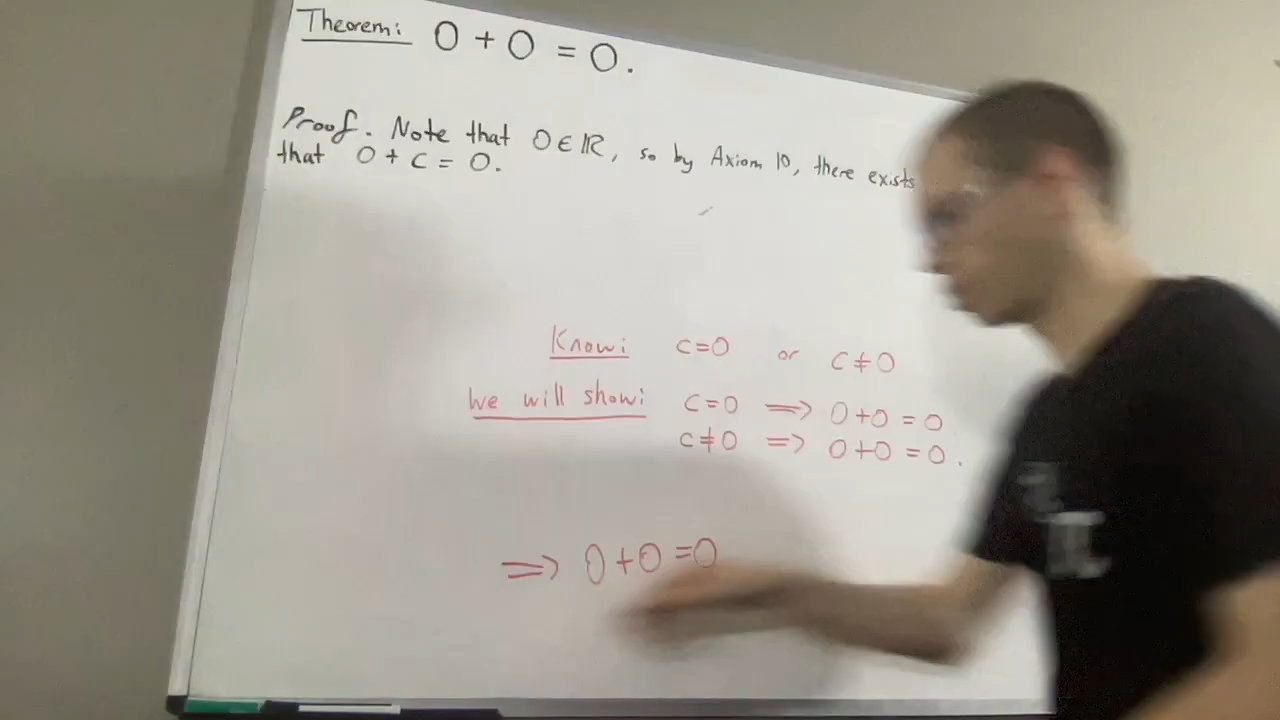 Theorem: 0 + 0 = 0.
Proof. Note that 0 ∈ ℝ, so by Axiom 10, there exists
that 0 + c = 0.
Know: c=0 or c≠0
We will show: c=0 ⟹ 0+0=0
c≠0 ⟹ 0+0=0.
⟹ 0+0=0